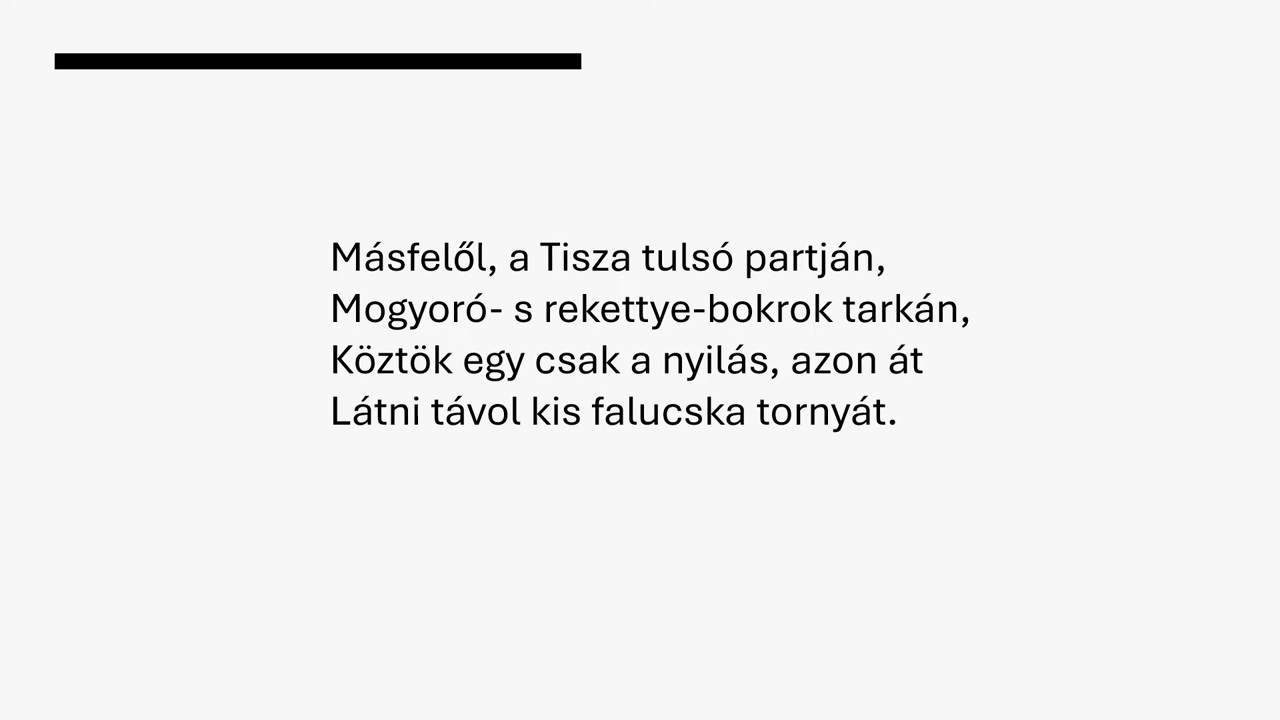 Másfelől, a Tisza tulsó partján,
Mogyoró- s rekettye-bokrok tarkán,
Köztök egy csak a nyilás, azon át
Látni távol kis falucska tornyát.